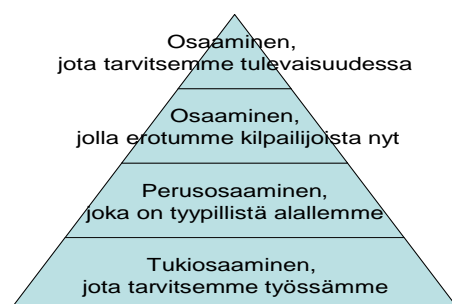 Osaaminen,
jota tarvitsemme tulevaisuudessa
Osaaminen,
jolla erotumme kilpailijoista nyt
Perusosaaminen,
joka on tyypillistä alallemme
Tukiosaaminen,
jota tarvitsemme työssämme